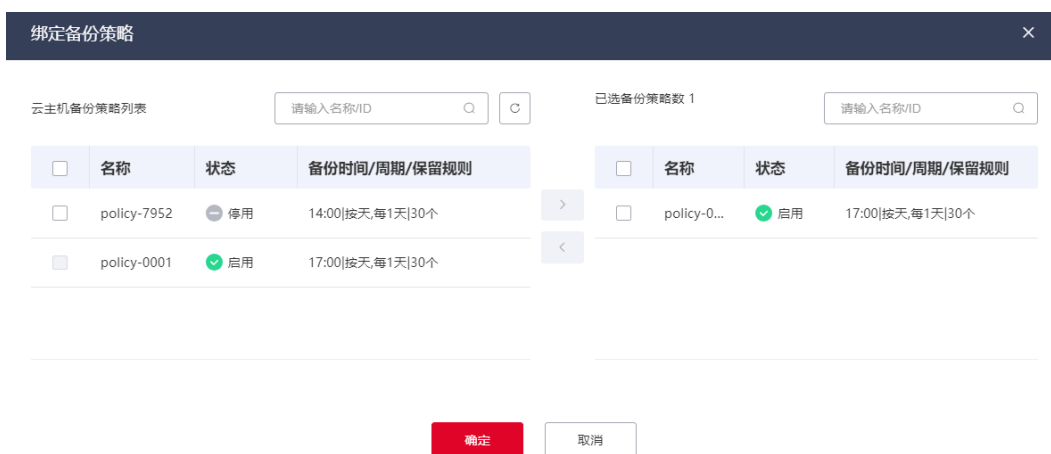 绑定备份策略
云主机备份策略列表
请输入名称/ID
已选备份策略数 1
请输入名称/ID
名称 状态 备份时间/周期/保留规则
policy-7952 停用 14:00|按天,每1天|30个
policy-0001 启用 17:00|按天,每1天|30个
名称 状态 备份时间/周期/保留规则
policy-0... 启用 17:00|按天,每1天|30个
确定 取消